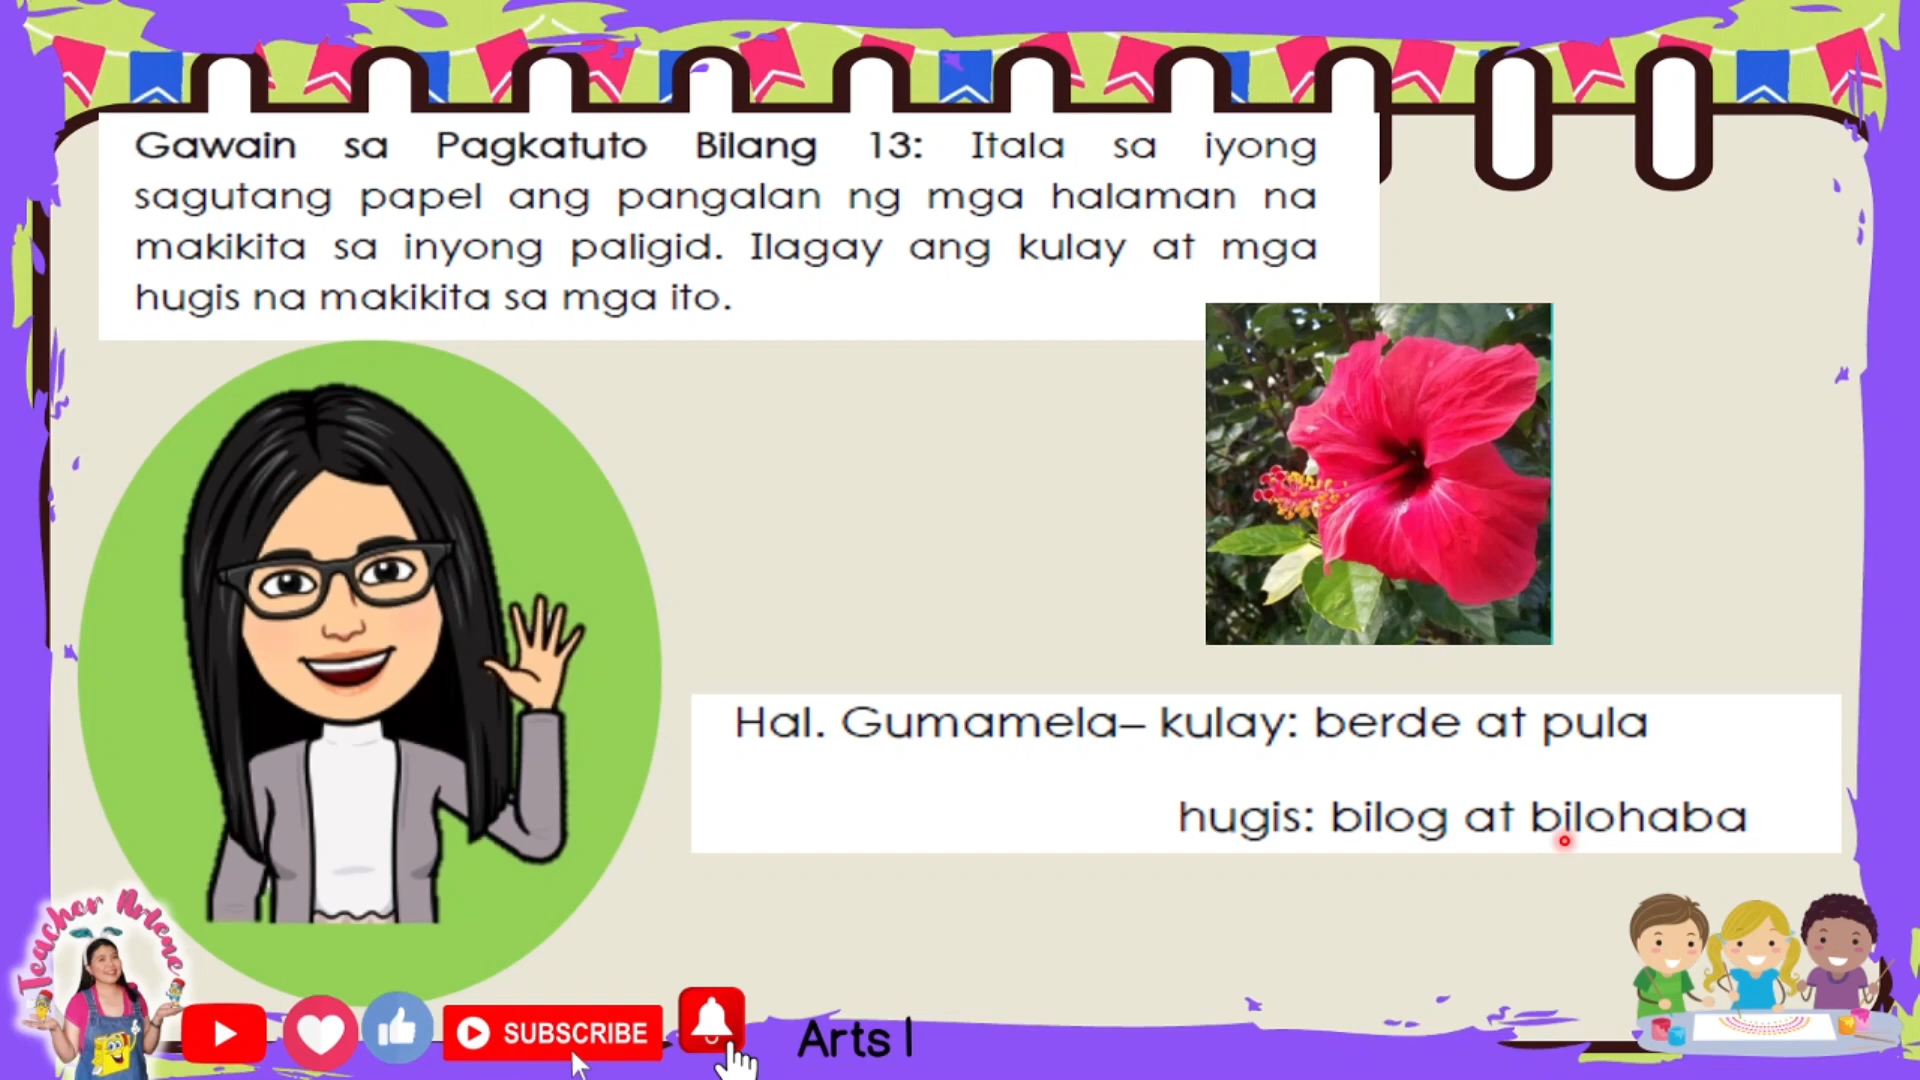 Gawain sa Pagkatuto Bilang 13: Itala sa iyong
sagutang papel ang pangalan ng mga halaman na
makikita sa inyong paligid. Ilagay ang kulay at mga
hugis na makikita sa mga ito.
Hal. Gumamela– kulay: berde at pula
hugis: bilog at bilohaba
Teacher Arlene
SUBSCRIBE
Arts I